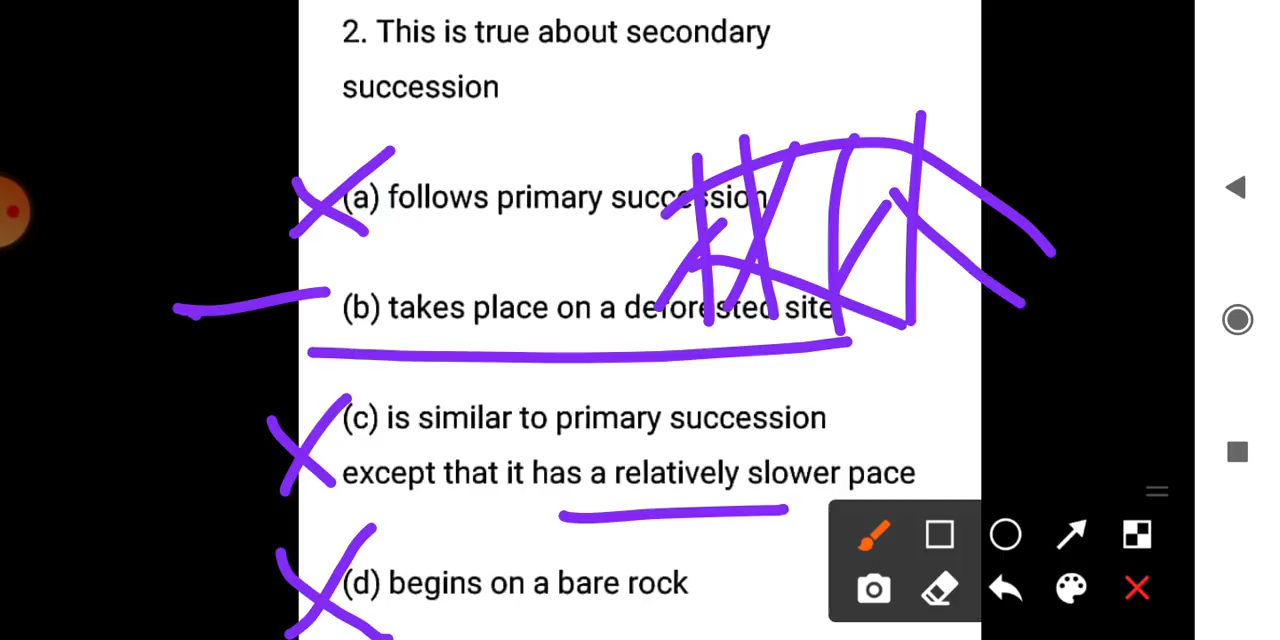 2. This is true about secondary
succession
(a) follows primary succession
(b) takes place on a deforested site
(c) is similar to primary succession
except that it has a relatively slower pace
(d) begins on a bare rock